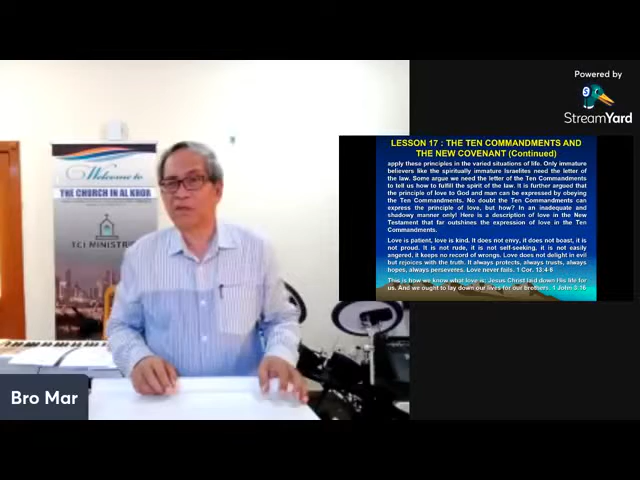 Powered by
StreamYard
LESSON 17 : THE TEN COMMANDMENTS AND
THE NEW COVENANT (Continued)
apply these principles in the varied situations of life. Only immature
believers like the spiritually immature Israelites need the letter of
the law. Some argue we need the letter of the Ten Commandments
to tell us how to fulfill the spirit of the law. It is further argued that
the principle of love to God and man can be expressed by obeying
the Ten Commandments. No doubt the Ten Commandments can
express the principle of love, but how? In an inadequate and
shadowy manner only! Here is a description of love in the New
Testament that far outshines the expression of love in the Ten
Commandments.
Love is patient, love is kind. It does not envy, it does not boast, it is
not proud. It is not rude, it is not self-seeking, it is not easily
angered, it keeps no record of wrongs. Love does not delight in evil
but rejoices with the truth. It always protects, always trusts, always
hopes, always perseveres. Love never fails. 1 Cor. 13:4-8
This is how we know what love is: Jesus Christ laid down His life for
us. And we ought to lay down our lives for our brothers. 1 John 3:16
Welcome to
THE CHURCH IN AL KHOR
TCI MINISTRI
Bro Mar